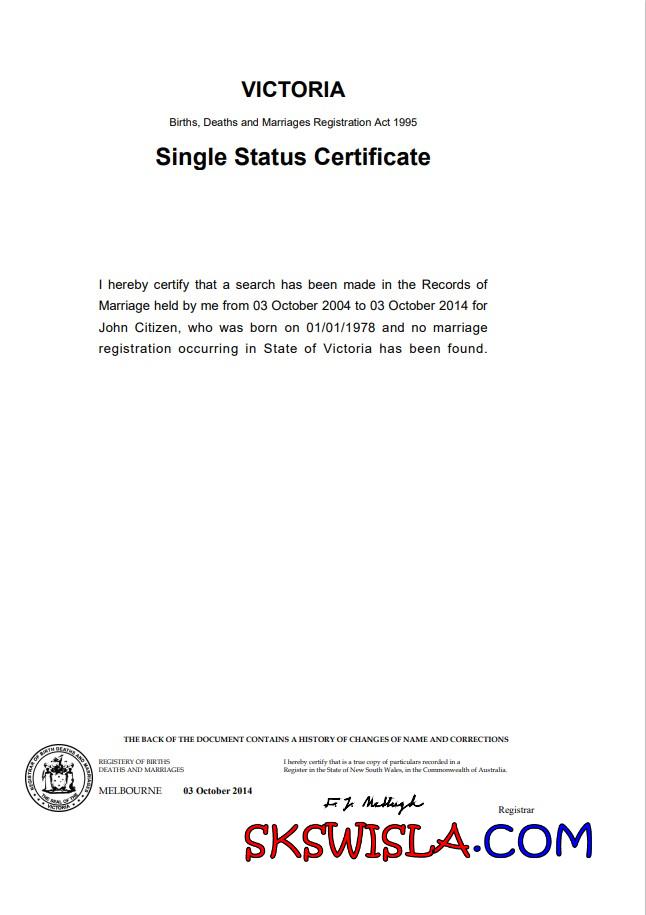 VICTORIA
Births, Deaths and Marriages Registration Act 1995
Single Status Certificate
I hereby certify that a search has been made in the Records of
Marriage held by me from 03 October 2004 to 03 October 2014 for
John Citizen, who was born on 01/01/1978 and no marriage
registration occurring in State of Victoria has been found.
THE BACK OF THE DOCUMENT CONTAINS A HISTORY OF CHANGES OF NAME AND CORRECTIONS
REGISTERY OF BIRTHS
DEATHS AND MARRIAGES
I hereby certify that is a true copy of particulars recorded in a
Register in the State of New South Wales, in the Commonwealth of Australia.
MELBOURNE 03 October 2014
REGISTRAR OF BIRTH DEATHS AND MARRIAGES
THE SEAL OF THE
VICTORIA
Registrar
SKSWISLA.COM